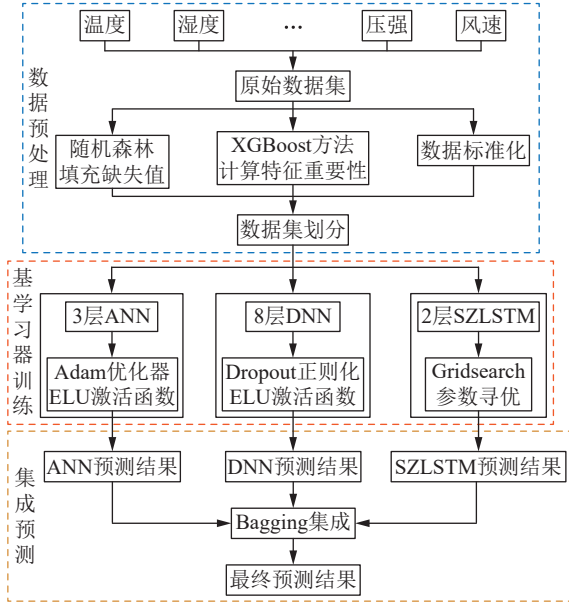 温度
湿度
…
压强
风速
数据预处理
原始数据集
随机森林
填充缺失值
XGBoost方法
计算特征重要性
数据标准化
数据集划分
基学习器训练
3层ANN
8层DNN
2层SZLSTM
Adam优化器
ELU激活函数
Dropout正则化
ELU激活函数
Gridsearch
参数寻优
集成预测
ANN预测结果
DNN预测结果
SZLSTM预测结果
Bagging集成
最终预测结果